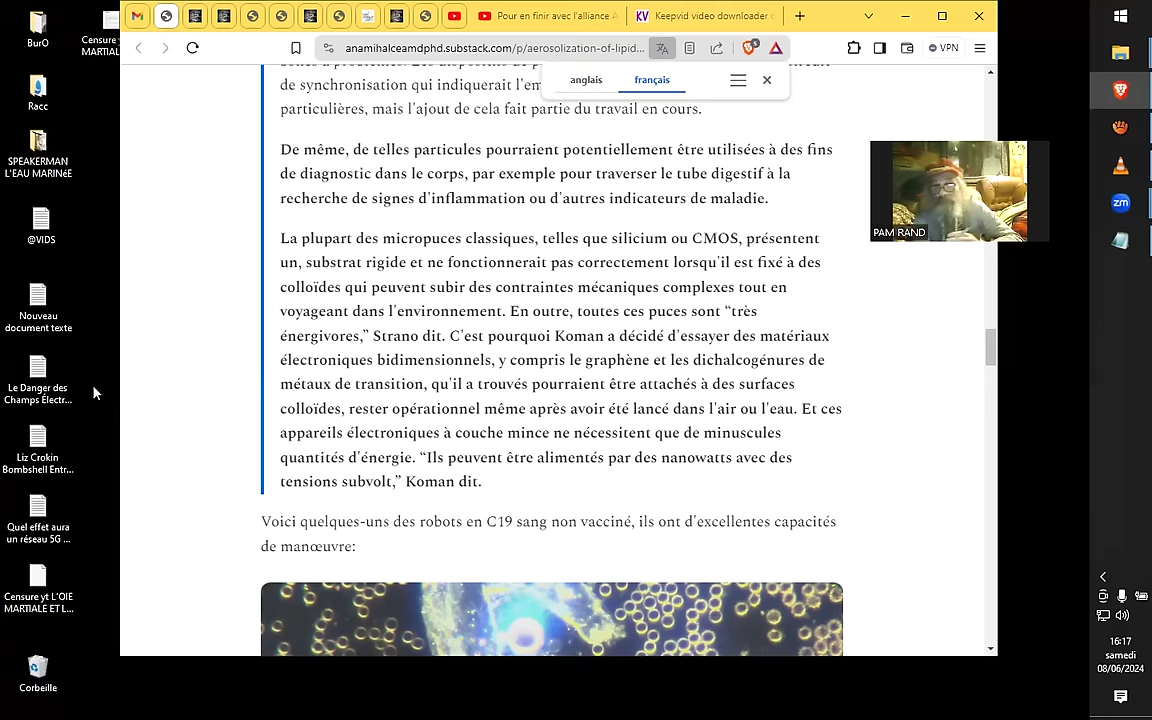 BurO
Censure
MARTIAL
Racc
SPEAKERMAN
L'EAU MARINéE
@VIDS
Nouveau
document texte
Le Danger des
Champs Électr...
Liz Crokin
Bombshell Entr...
Quel effet aura
un réseau 5G ...
Censure yt L'OIE
MARTIALE ET L...
Corbeille
Pour en finir avec l'alliance
KV Keepvid video downloader
anamihalceamdphd.substack.com/p/aerosolization-of-lipid...
VPN
anglais
français
de synchronisation qui indiquerait l'em
particulières, mais l'ajout de cela fait partie du travail en cours.
De même, de telles particules pourraient potentiellement être utilisées à des fins
de diagnostic dans le corps, par exemple pour traverser le tube digestif à la
recherche de signes d'inflammation ou d'autres indicateurs de maladie.
La plupart des micropuces classiques, telles que silicium ou CMOS, présentent
un, substrat rigide et ne fonctionnerait pas correctement lorsqu'il est fixé à des
colloïdes qui peuvent subir des contraintes mécaniques complexes tout en
voyageant dans l'environnement. En outre, toutes ces puces sont “très
énergivores,” Strano dit. C'est pourquoi Koman a décidé d'essayer des matériaux
électroniques bidimensionnels, y compris le graphène et les dichalcogénures de
métaux de transition, qu'il a trouvés pourraient être attachés à des surfaces
colloïdes, rester opérationnel même après avoir été lancé dans l'air ou l'eau. Et ces
appareils électroniques à couche mince ne nécessitent que de minuscules
quantités d'énergie. “Ils peuvent être alimentés par des nanowatts avec des
tensions subvolt,” Koman dit.
Voici quelques-uns des robots en C19 sang non vacciné, ils ont d'excellentes capacités
de manœuvre:
PAM RAND
zm
16:17
samedi
08/06/2024